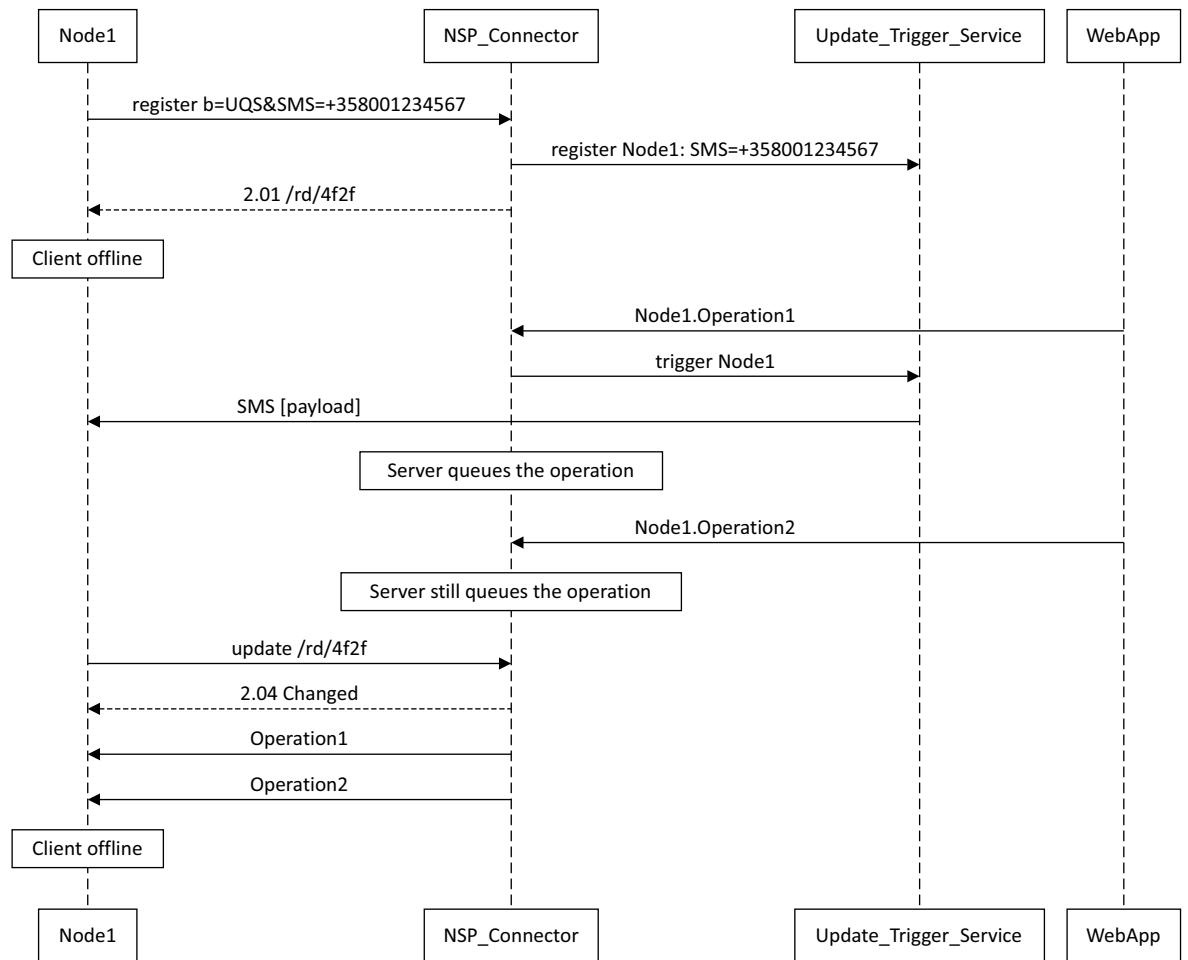 Node1
NSP_Connector
Update_Trigger_Service
WebApp
register b=UQS&SMS=+358001234567
register Node1: SMS=+358001234567
2.01 /rd/4f2f
Client offline
Node1.Operation1
trigger Node1
SMS [payload]
Server queues the operation
Node1.Operation2
Server still queues the operation
update /rd/4f2f
2.04 Changed
Operation1
Operation2
Client offline
Node1
NSP_Connector
Update_Trigger_Service
WebApp